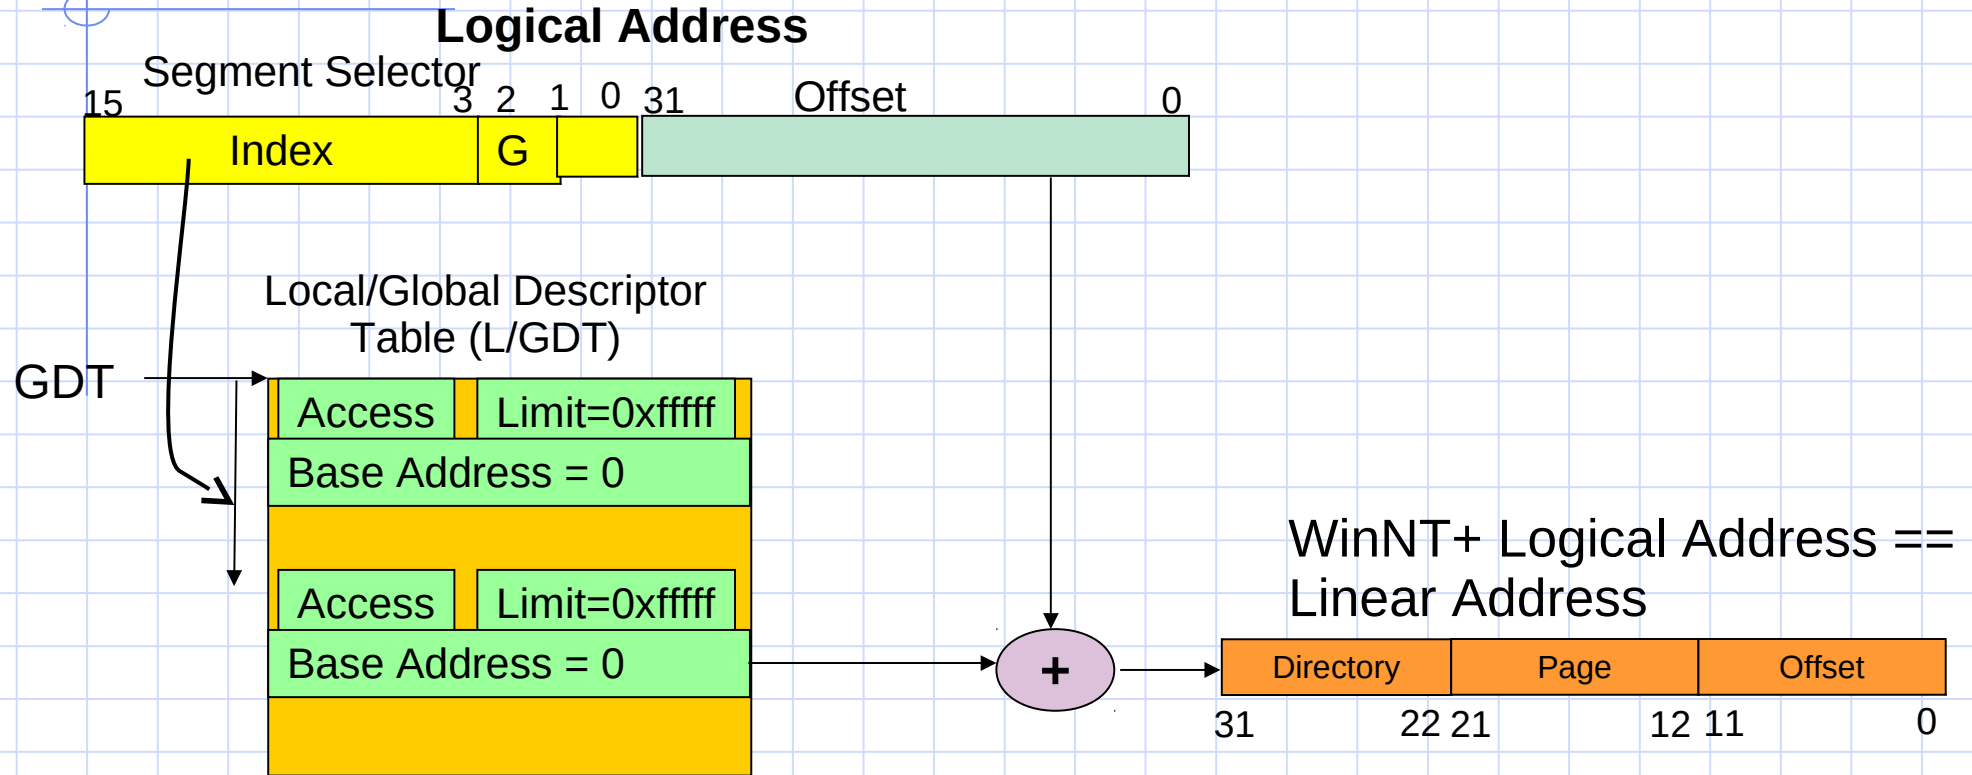 Logical Address
Segment Selector
15 3 2 1 0 31 Offset 0
Index G
Local/Global Descriptor
Table (L/GDT)
GDT
Access Limit=0xfffff
Base Address = 0
WinNT+ Logical Address ==
Linear Address
Access Limit=0xfffff
Base Address = 0
+
Directory Page Offset
31 22 21 12 11 0